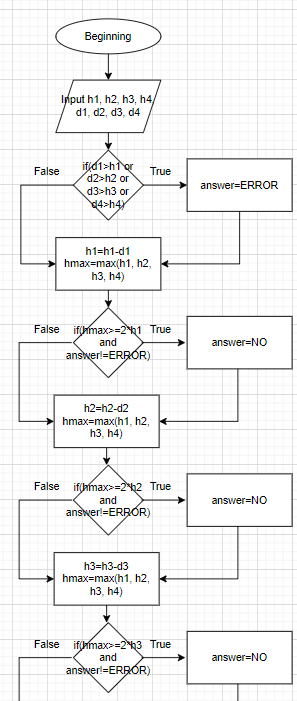 Beginning
Input h1, h2, h3, h4
d1, d2, d3, d4
if(d1>h1 or
d2>h2 or
d3>h3 or
d4>h4)
False
True
answer=ERROR
h1=h1-d1
hmax=max(h1, h2,
h3, h4)
if(hmax>=2*h1
and
answer!=ERROR)
False
True
answer=NO
h2=h2-d2
hmax=max(h1, h2,
h3, h4)
if(hmax>=2*h2
and
answer!=ERROR)
False
True
answer=NO
h3=h3-d3
hmax=max(h1, h2,
h3, h4)
if(hmax>=2*h3
and
answer!=ERROR)
False
True
answer=NO